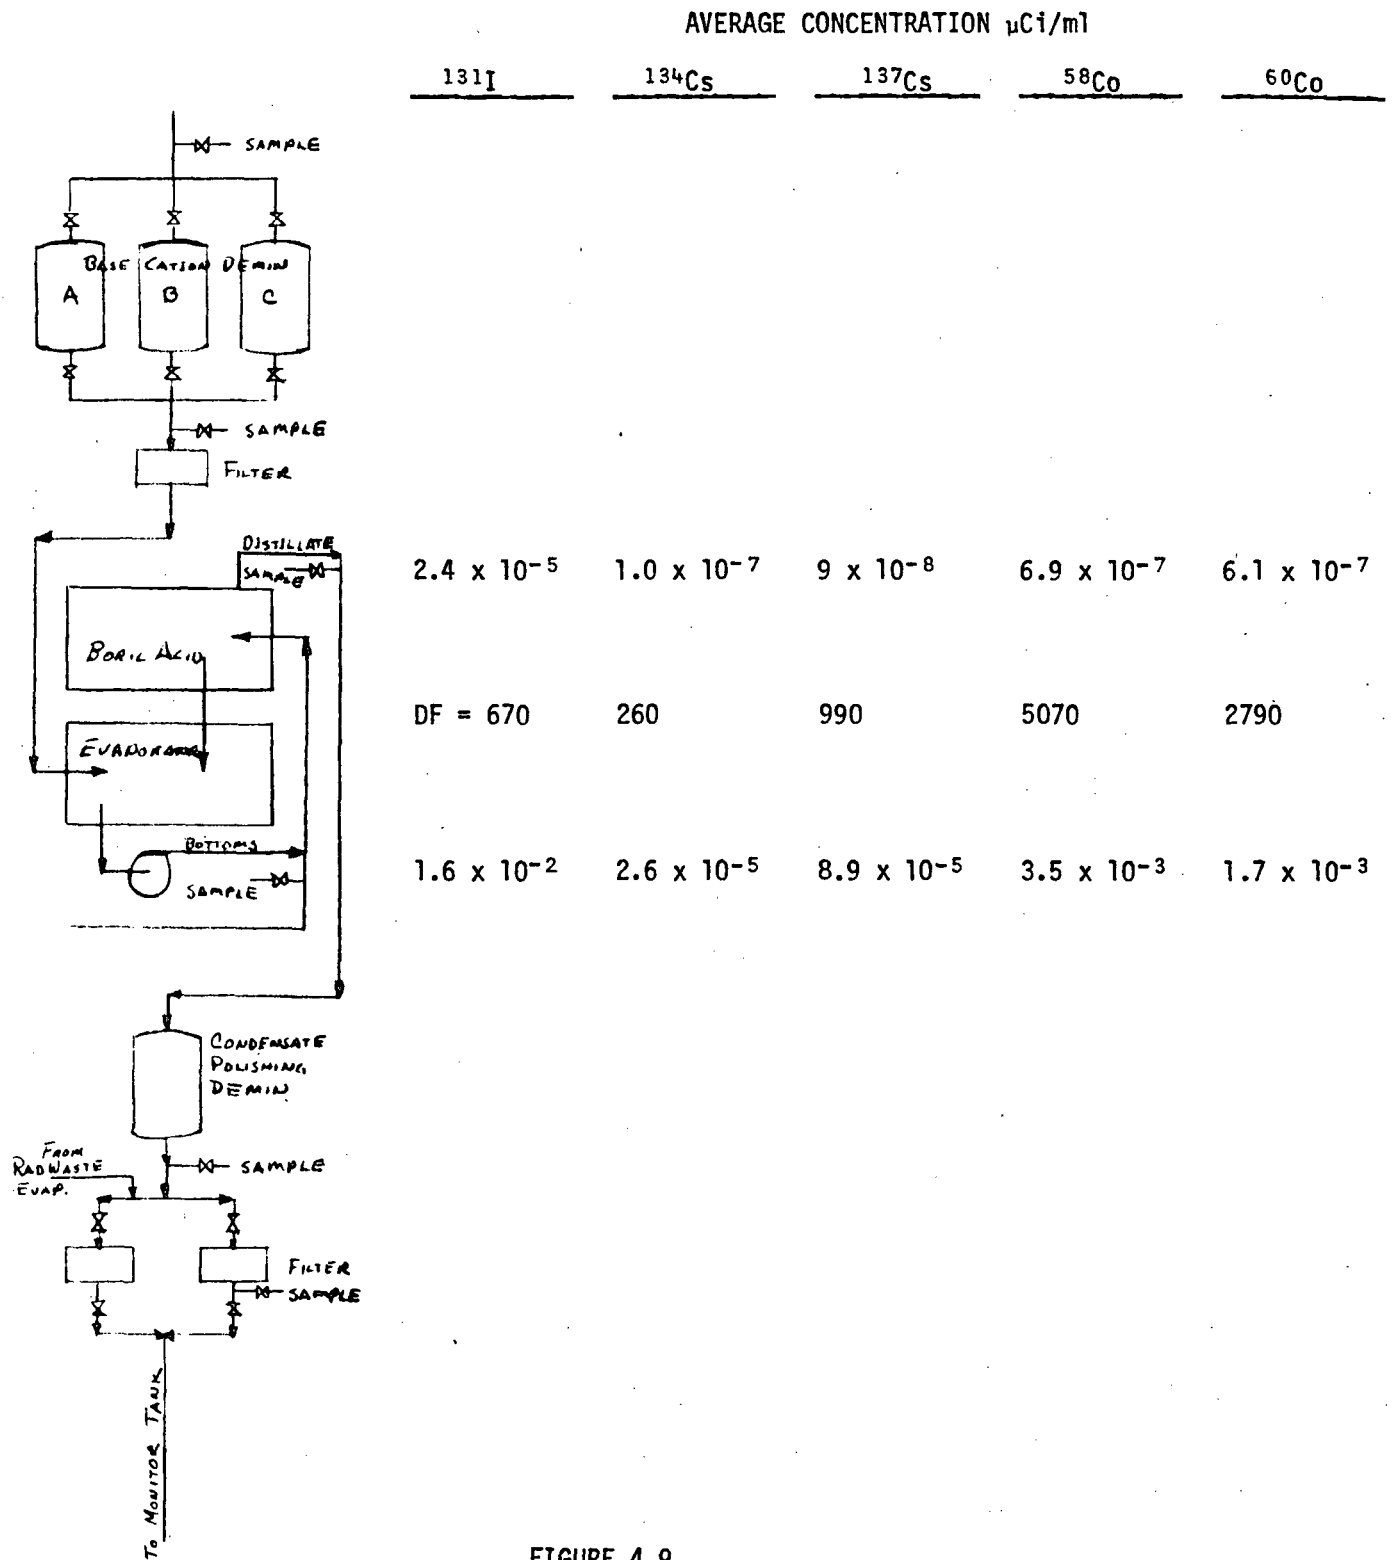 AVERAGE CONCENTRATION µCi/ml
131I 134Cs 137Cs 58Co 60Co
SAMPLE
BASE CATION DEMIN
A B C
SAMPLE
FILTER
DISTILLATE
SAMPLE
2.4 x 10-5 1.0 x 10-7 9 x 10-8 6.9 x 10-7 6.1 x 10-7
BORIC ACID
DF = 670 260 990 5070 2790
EVAPORATOR
BOTTOMS
SAMPLE
1.6 x 10-2 2.6 x 10-5 8.9 x 10-5 3.5 x 10-3 1.7 x 10-3
CONDENSATE
POLISHING
DEMIN
FROM
RADWASTE
EVAP.
SAMPLE
FILTER
SAMPLE
TO MONITOR TANK
FIGURE 4.9